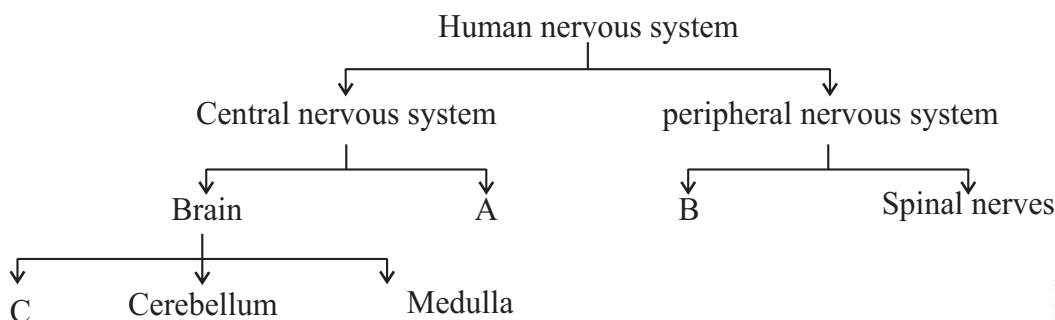 Human nervous system
Central nervous system peripheral nervous system
Brain A B Spinal nerves
C Cerebellum Medulla